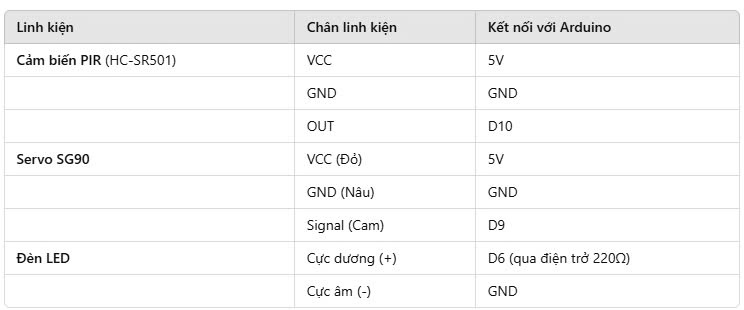 Linh kiện Chân linh kiện Kết nối với Arduino
Cảm biến PIR (HC-SR501) VCC 5V
GND GND
OUT D10
Servo SG90 VCC (Đỏ) 5V
GND (Nâu) GND
Signal (Cam) D9
Đèn LED Cực dương (+) D6 (qua điện trở 220Ω)
Cực âm (-) GND